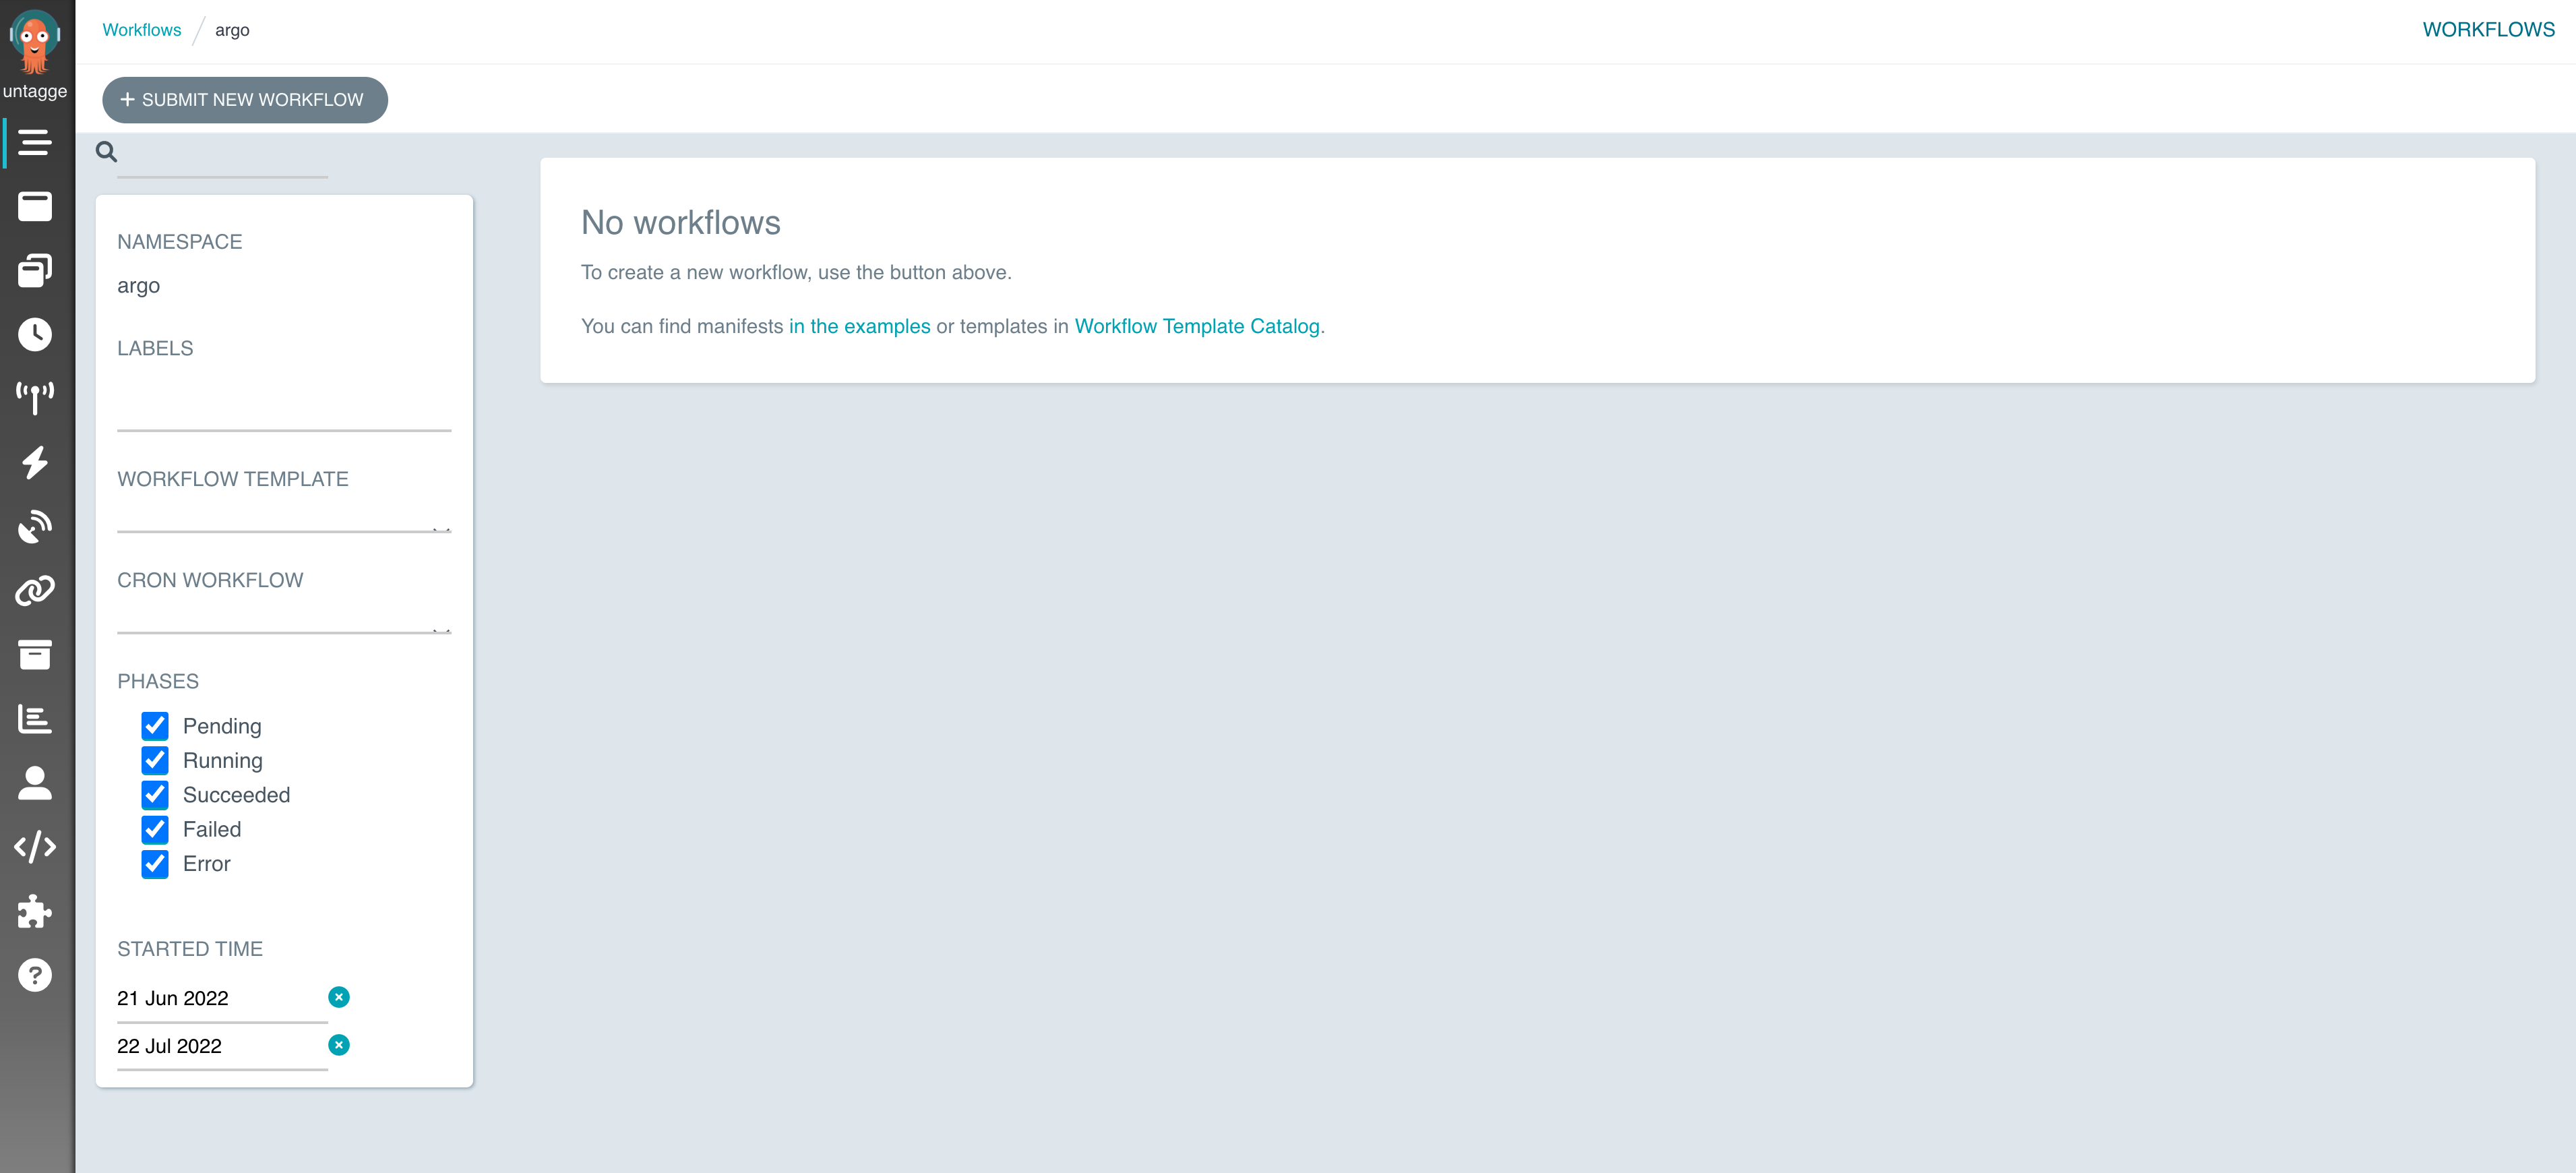 untagge
Workflows
argo
WORKFLOWS
+ SUBMIT NEW WORKFLOW
NAMESPACE
argo
LABELS
WORKFLOW TEMPLATE
CRON WORKFLOW
PHASES
Pending
Running
Succeeded
Failed
Error
STARTED TIME
21 Jun 2022
22 Jul 2022
No workflows
To create a new workflow, use the button above.
You can find manifests in the examples or templates in Workflow Template Catalog.